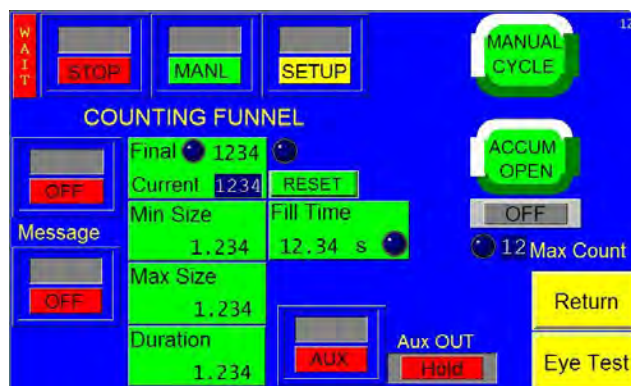 WAIT
STOP
MANL
SETUP
MANUAL
CYCLE
12
COUNTING FUNNEL
Final 1234
Current 1234 RESET
ACCUM
OPEN
OFF
OFF
Message
Min Size
1.234
Fill Time
12.34 s
12 Max Count
OFF
Max Size
1.234
Duration
1.234
AUX
Aux OUT
Hold
Return
Eye Test